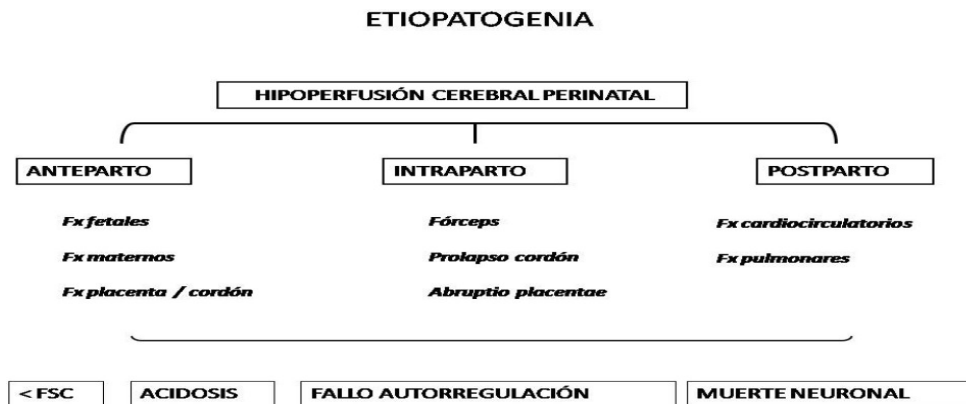 ETIOPATOGENIA
HIPOPERFUSIÓN CEREBRAL PERINATAL
ANTEPARTO
INTRAPARTO
POSTPARTO
Fx fetales
Fórceps
Fx cardiocirculatorios
Fx maternos
Prolapso cordón
Fx pulmonares
Fx placenta / cordón
Abruptio placentae
< FSC
ACIDOSIS
FALLO AUTORREGULACIÓN
MUERTE NEURONAL